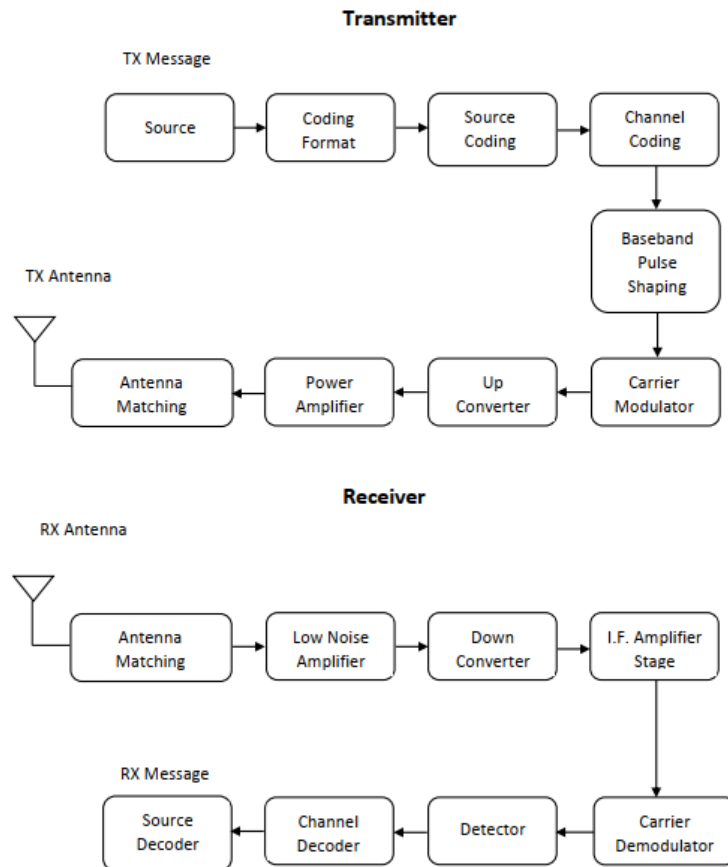 Transmitter
TX Message
Source
Coding
Format
Source
Coding
Channel
Coding
Baseband
Pulse
Shaping
TX Antenna
Antenna
Matching
Power
Amplifier
Up
Converter
Carrier
Modulator
Receiver
RX Antenna
Antenna
Matching
Low Noise
Amplifier
Down
Converter
I.F. Amplifier
Stage
RX Message
Source
Decoder
Channel
Decoder
Detector
Carrier
Demodulator